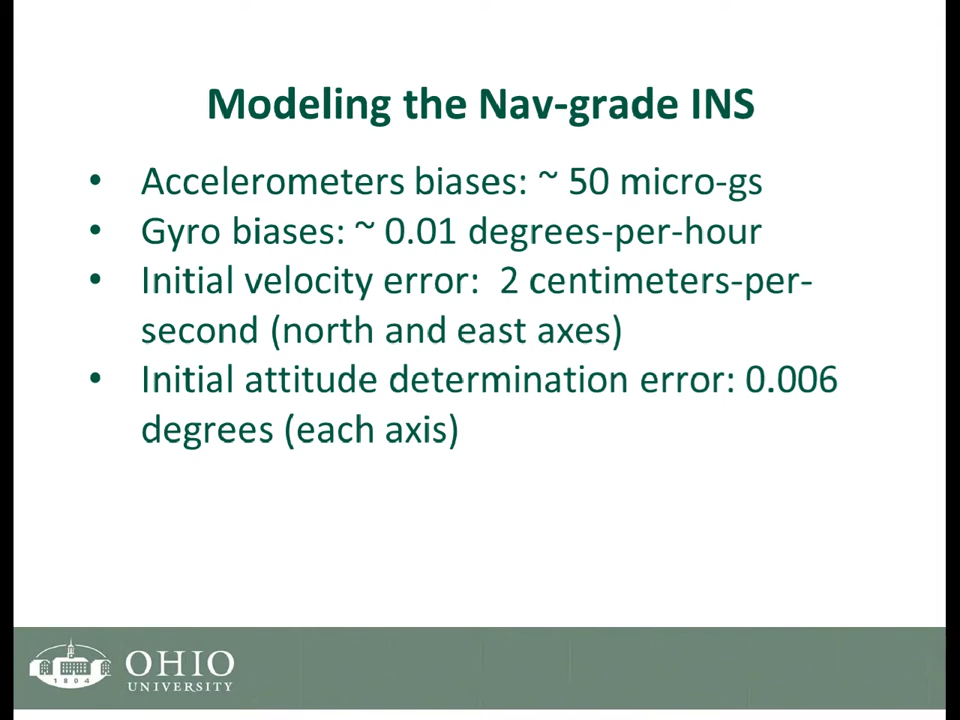 Modeling the Nav-grade INS
• Accelerometers biases: ~ 50 micro-gs
• Gyro biases: ~ 0.01 degrees-per-hour
• Initial velocity error:  2 centimeters-per-
second (north and east axes)
• Initial attitude determination error: 0.006
degrees (each axis)
1804
OHIO
UNIVERSITY